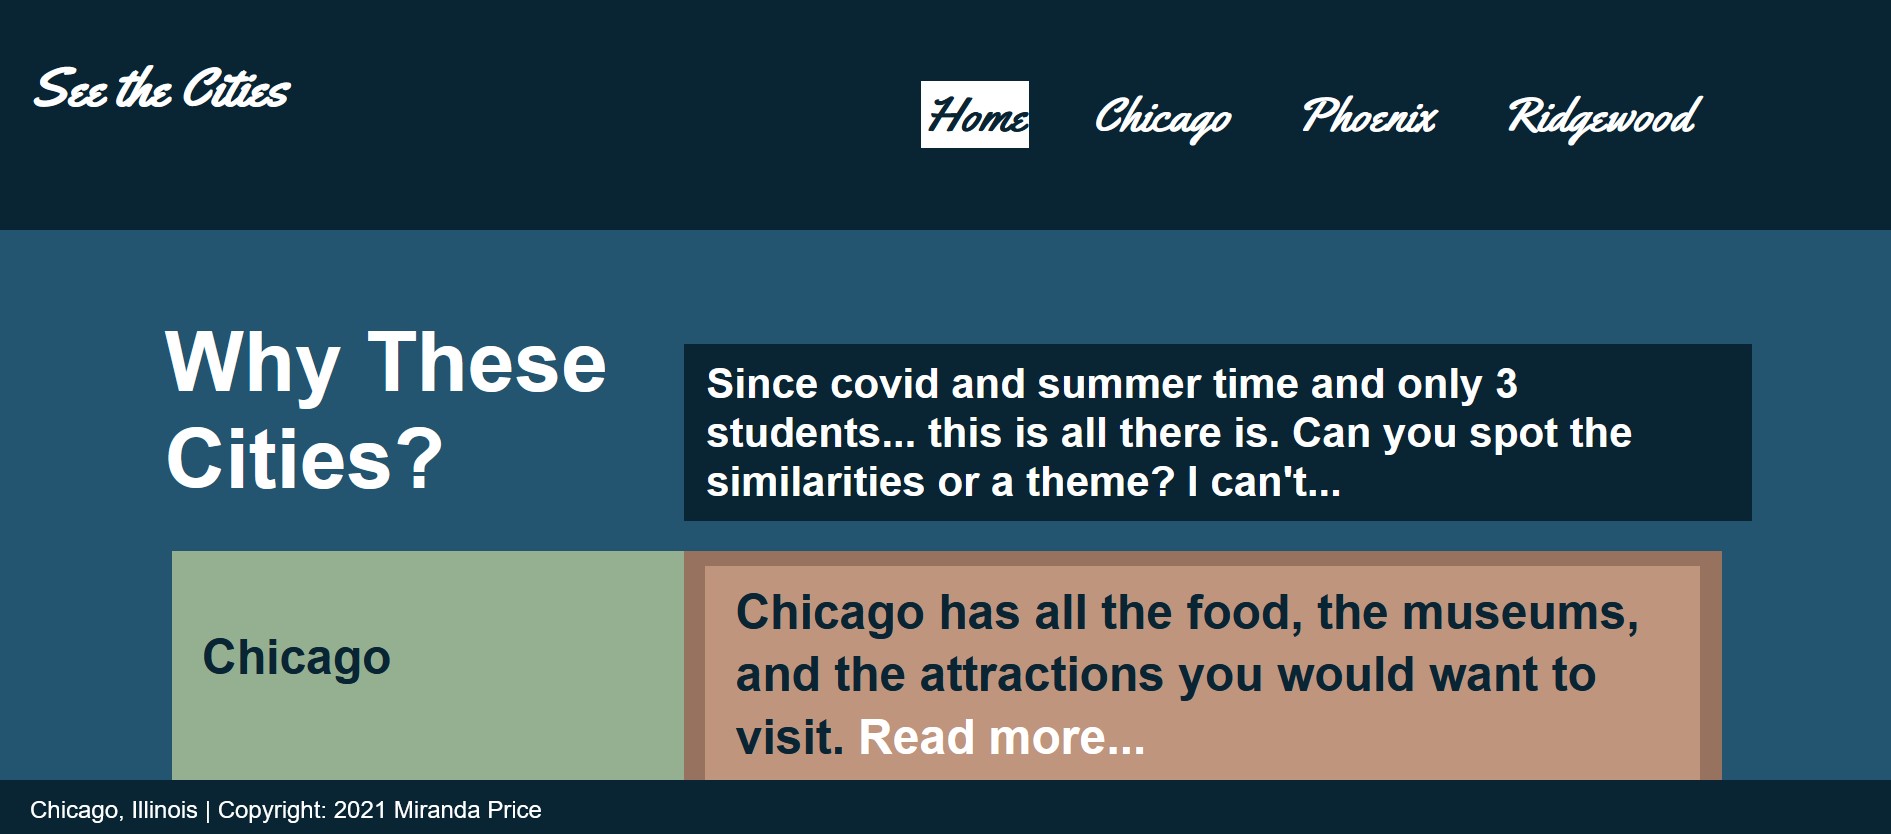 See the Cities
Home Chicago Phoenix Ridgewood
Why These
Cities?
Since covid and summer time and only 3
students... this is all there is. Can you spot the
similarities or a theme? I can't...
Chicago
Chicago has all the food, the museums,
and the attractions you would want to
visit. Read more...
Chicago, Illinois | Copyright: 2021 Miranda Price